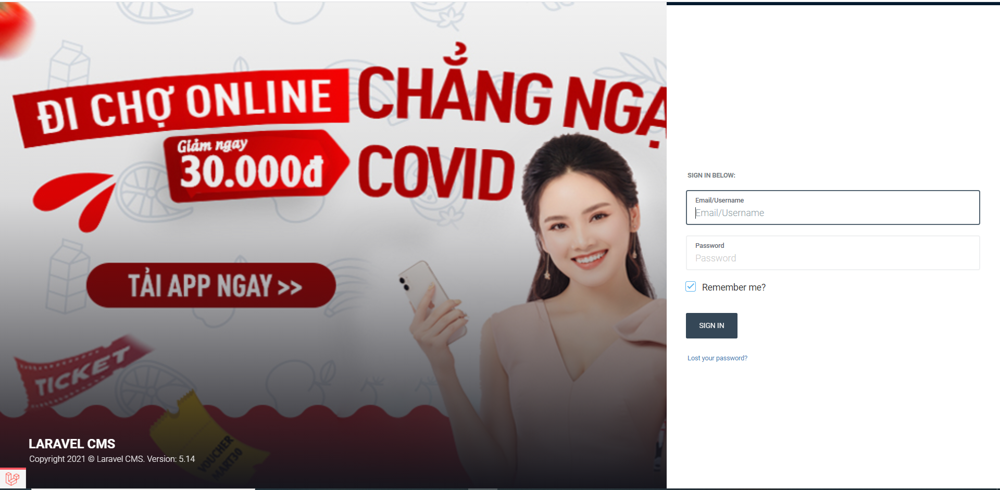 ĐI CHỢ ONLINE
CHẲNG NGẠ
Giảm ngay
30.000đ
COVID
TẢI APP NGAY >>
TICKET
VOUCHER
MART30
LARAVEL CMS
Copyright 2021 © Laravel CMS. Version: 5.14
SIGN IN BELOW:
Email/Username
Email/Username
Password
Password
Remember me?
SIGN IN
Lost your password?